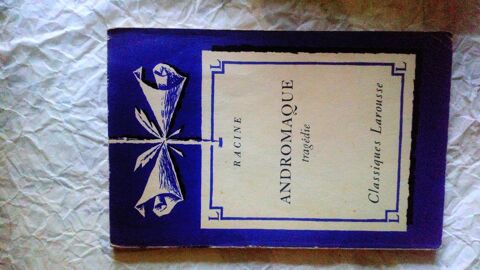 RACINE
ANDROMAQUE
tragédie
Classiques Larousse